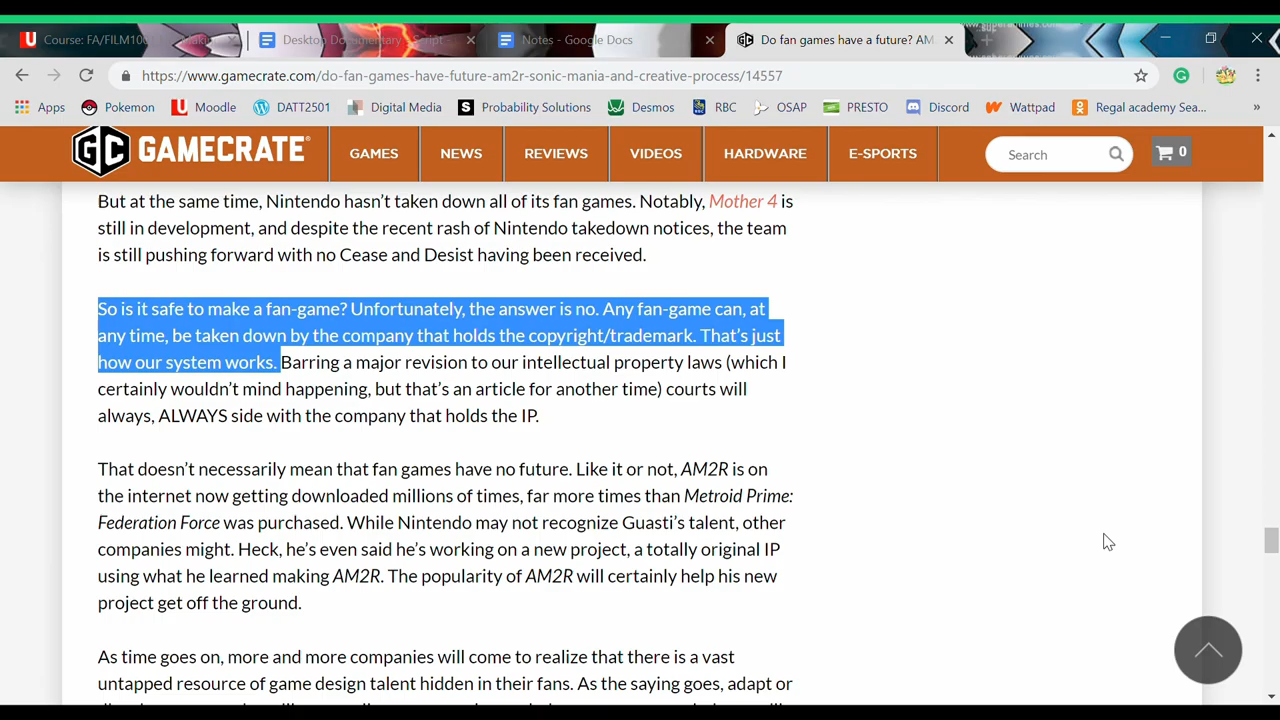 Course: FA/FILM10
Desktop Documentary - Script -
Notes - Google Docs
Do fan games have a future? AM
https://www.gamecrate.com/do-fan-games-have-future-am2r-sonic-mania-and-creative-process/14557
Apps Pokemon Moodle DATT2501 Digital Media Probability Solutions Desmos RBC OSAP PRESTO Discord Wattpad Regal academy Sea... »
GC GAMECRATE® GAMES NEWS REVIEWS VIDEOS HARDWARE E-SPORTS Search 0
But at the same time, Nintendo hasn't taken down all of its fan games. Notably, Mother 4 is
still in development, and despite the recent rash of Nintendo takedown notices, the team
is still pushing forward with no Cease and Desist having been received.
So is it safe to make a fan-game? Unfortunately, the answer is no. Any fan-game can, at
any time, be taken down by the company that holds the copyright/trademark. That's just
how our system works. Barring a major revision to our intellectual property laws (which I
certainly wouldn't mind happening, but that's an article for another time) courts will
always, ALWAYS side with the company that holds the IP.
That doesn't necessarily mean that fan games have no future. Like it or not, AM2R is on
the internet now getting downloaded millions of times, far more times than Metroid Prime:
Federation Force was purchased. While Nintendo may not recognize Guasti's talent, other
companies might. Heck, he's even said he's working on a new project, a totally original IP
using what he learned making AM2R. The popularity of AM2R will certainly help his new
project get off the ground.
As time goes on, more and more companies will come to realize that there is a vast
untapped resource of game design talent hidden in their fans. As the saying goes, adapt or